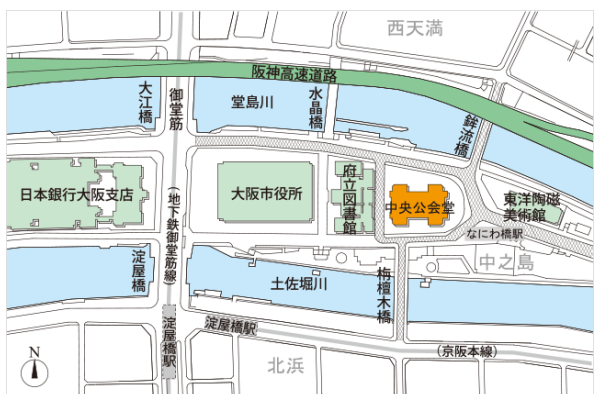 西天満
阪神高速道路
大江橋
御堂筋
堂島川
水晶橋
鉾流橋
日本銀行大阪支店
(地下鉄御堂筋線)
大阪市役所
府立図書館
中央公会堂
東洋陶磁
美術館
なにわ橋駅
中之島
淀屋橋
土佐堀川
栴檀木橋
淀屋橋駅
淀屋橋駅
(京阪本線)
北浜
N